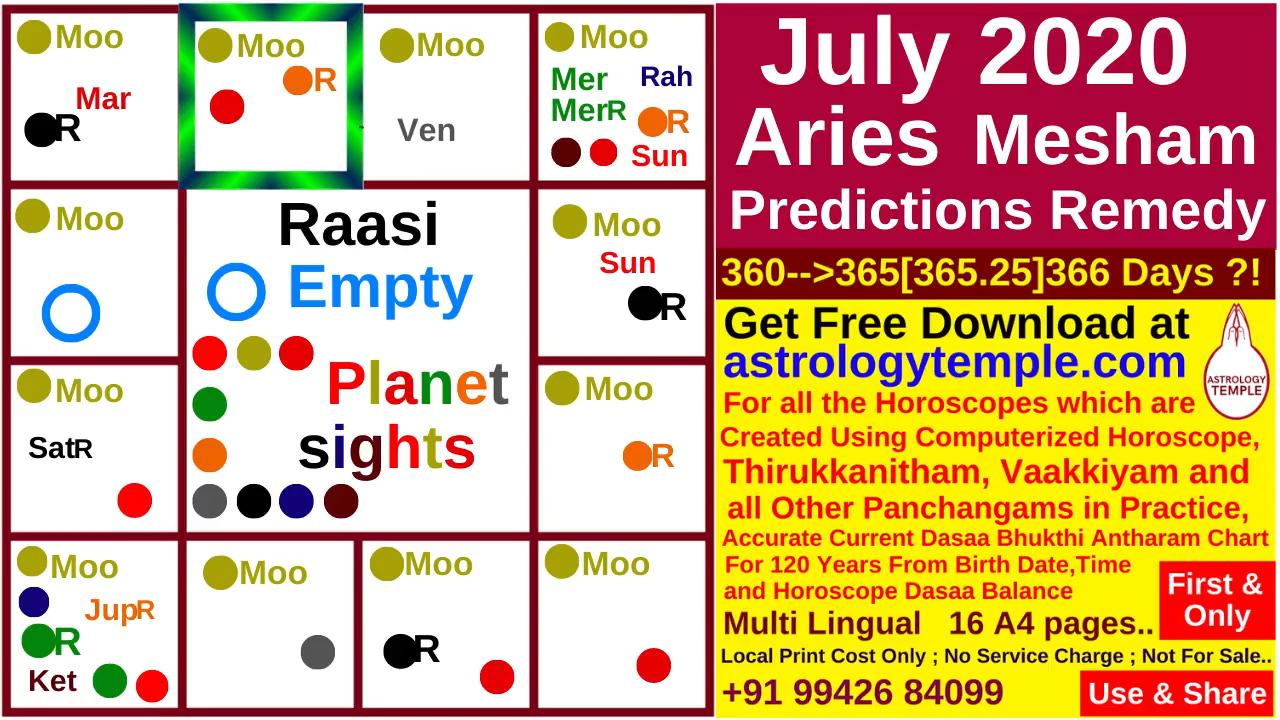 Moo
Mar
R
Moo
R
Moo
Ven
Moo
Mer Rah
MerR R
Sun
Moo
Raasi
Empty
Planet
sights
Moo
Sun
R
Moo
SatR
Moo
R
Moo
JupR
R
Ket
Moo
Moo
R
Moo
July 2020
Aries Mesham
Predictions Remedy
360-->365[365.25]366 Days ?!
Get Free Download at
astrologytemple.com
ASTROLOGY
TEMPLE
For all the Horoscopes which are
Created Using Computerized Horoscope,
Thirukkanitham, Vaakkiyam and
all Other Panchangams in Practice,
Accurate Current Dasaa Bhukthi Antharam Chart
For 120 Years From Birth Date,Time
and Horoscope Dasaa Balance
First &
Only
Multi Lingual 16 A4 pages..
Local Print Cost Only ; No Service Charge ; Not For Sale..
+91 99426 84099
Use & Share